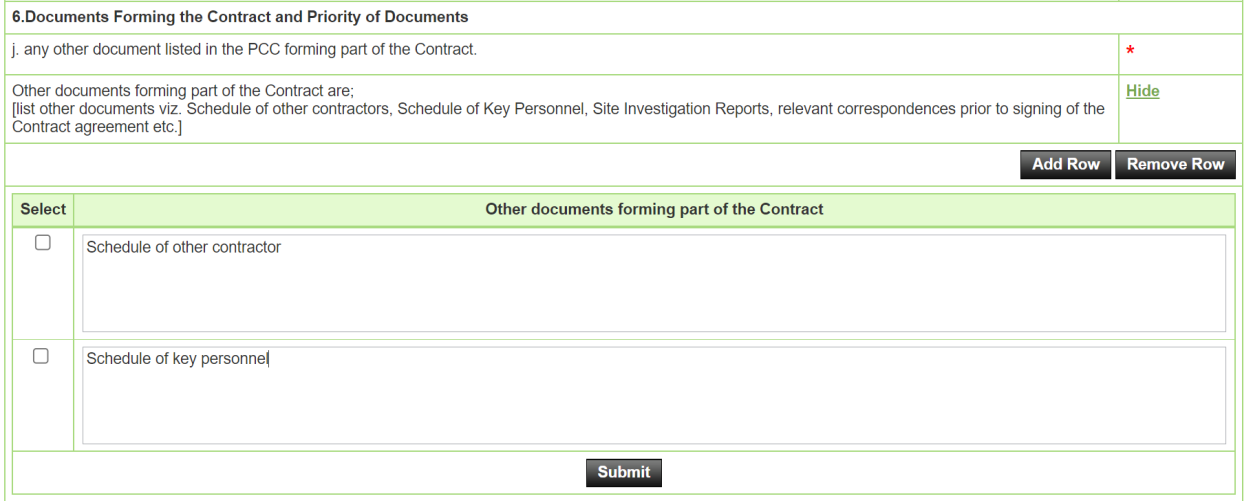 6.Documents Forming the Contract and Priority of Documents
j. any other document listed in the PCC forming part of the Contract.
*
Other documents forming part of the Contract are;
Hide
[list other documents viz. Schedule of other contractors, Schedule of Key Personnel, Site Investigation Reports, relevant correspondences prior to signing of the
Contract agreement etc.]
Add Row Remove Row
Select Other documents forming part of the Contract
Schedule of other contractor
Schedule of key personnel
Submit